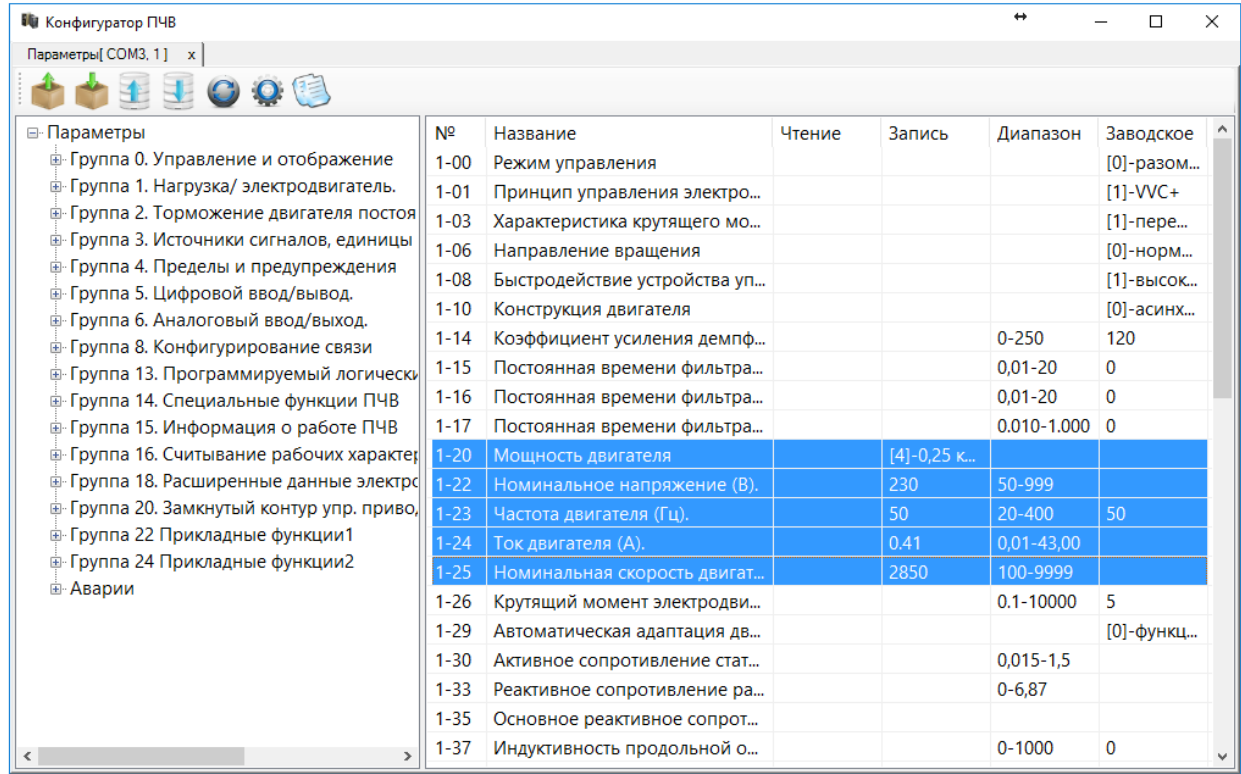 Конфигуратор ПЧВ
Параметры[ COM3, 1 ] x
Параметры
Группа 0. Управление и отображение
Группа 1. Нагрузка/ электродвигатель.
Группа 2. Торможение двигателя постоя
Группа 3. Источники сигналов, единицы
Группа 4. Пределы и предупреждения
Группа 5. Цифровой ввод/вывод.
Группа 6. Аналоговый ввод/выход.
Группа 8. Конфигурирование связи
Группа 13. Программируемый логически
Группа 14. Специальные функции ПЧВ
Группа 15. Информация о работе ПЧВ
Группа 16. Считывание рабочих характер
Группа 18. Расширенные данные электро
Группа 20. Замкнутый контур упр. приво,
Группа 22 Прикладные функции1
Группа 24 Прикладные функции2
Аварии
№ Название Чтение Запись Диапазон Заводское
1-00 Режим управления [0]-разом...
1-01 Принцип управления электро... [1]-VVC+
1-03 Характеристика крутящего мо... [1]-пере...
1-06 Направление вращения [0]-норм...
1-08 Быстродействие устройства уп... [1]-высок...
1-10 Конструкция двигателя [0]-асинх...
1-14 Коэффициент усиления демпф... 0-250 120
1-15 Постоянная времени фильтра... 0,01-20 0
1-16 Постоянная времени фильтра... 0,01-20 0
1-17 Постоянная времени фильтра... 0.010-1.000 0
1-20 Мощность двигателя [4]-0,25 к...
1-22 Номинальное напряжение (В). 230 50-999
1-23 Частота двигателя (Гц). 50 20-400 50
1-24 Ток двигателя (А). 0.41 0,01-43,00
1-25 Номинальная скорость двигат... 2850 100-9999
1-26 Крутящий момент электродви... 0.1-10000 5
1-29 Автоматическая адаптация дв... [0]-функц...
1-30 Активное сопротивление стат... 0,015-1,5
1-33 Реактивное сопротивление ра... 0-6,87
1-35 Основное реактивное сопрот...
1-37 Индуктивность продольной о... 0-1000 0